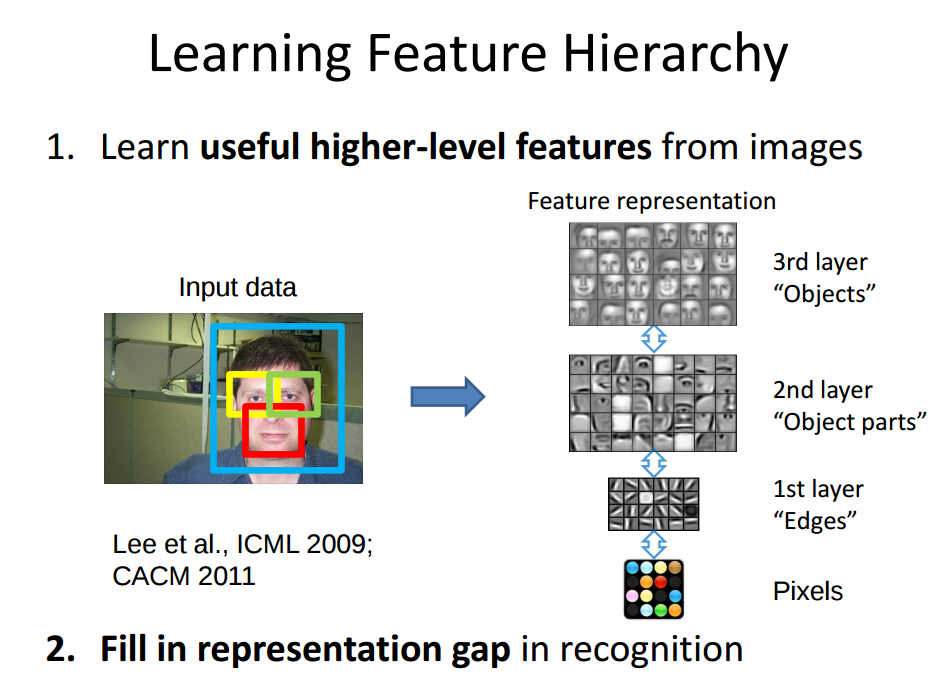 Learning Feature Hierarchy
1. Learn useful higher-level features from images
Feature representation
Input data
3rd layer
“Objects”
2nd layer
“Object parts”
1st layer
“Edges”
Pixels
Lee et al., ICML 2009;
CACM 2011
2. Fill in representation gap in recognition